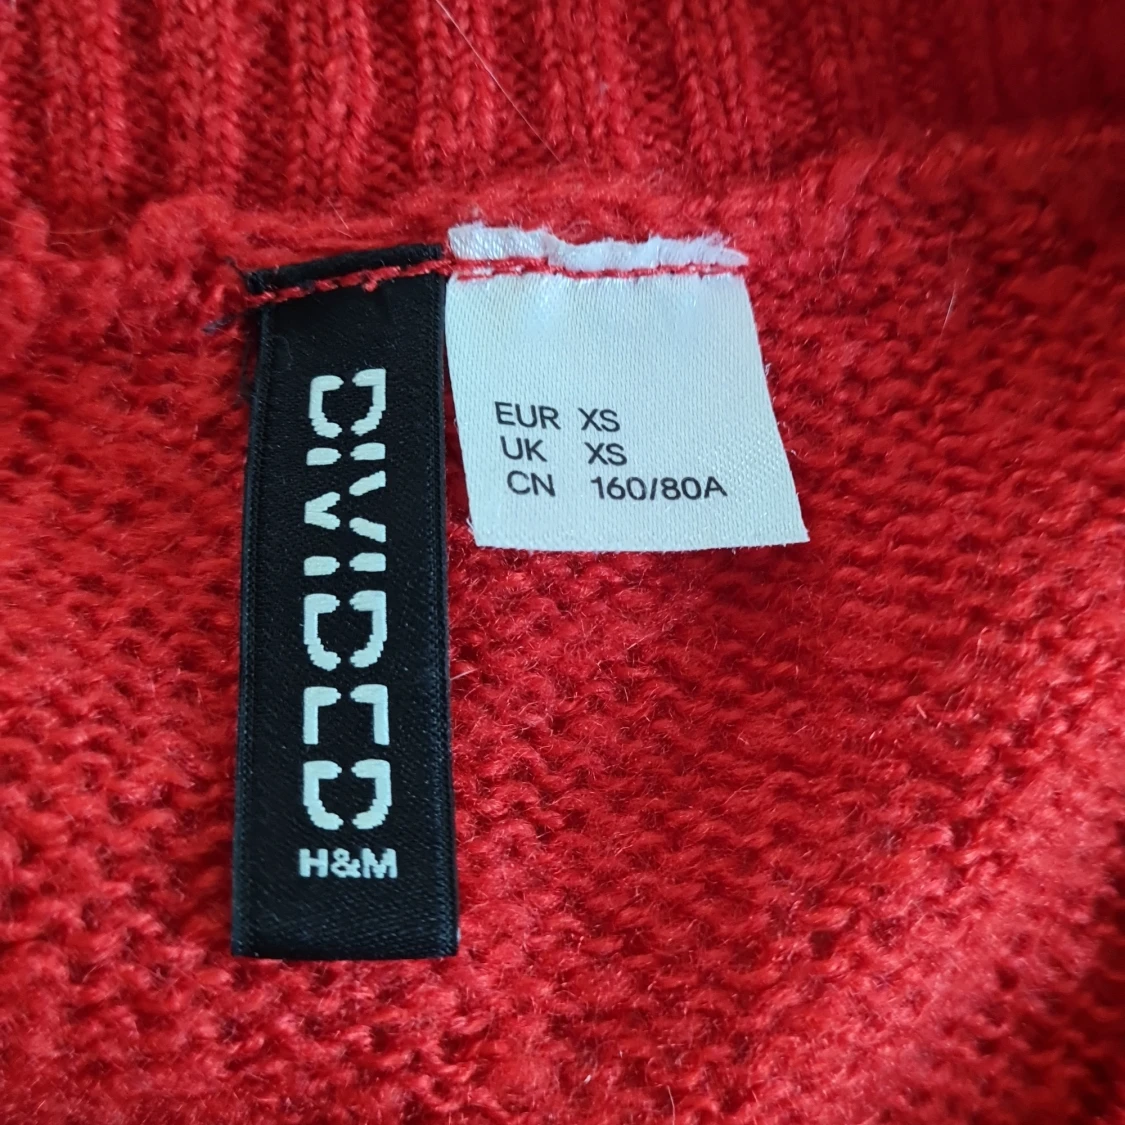 DIVIDED
H&M
EUR XS
UK XS
CN 160/80A